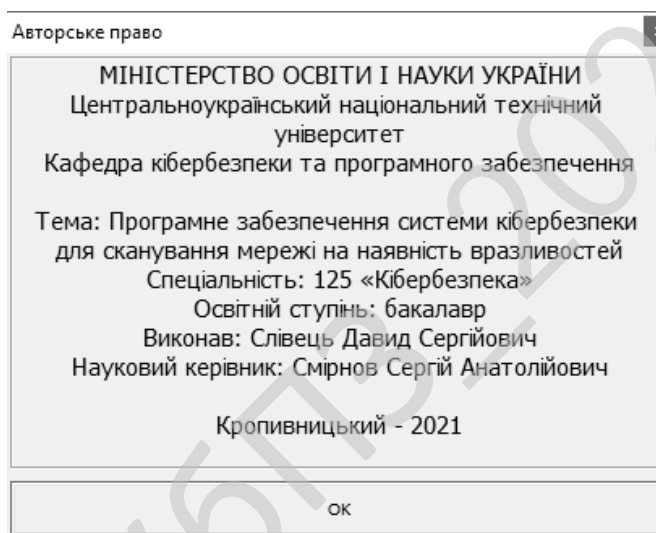 Авторське право
МІНІСТЕРСТВО ОСВІТИ І НАУКИ УКРАЇНИ
Центральноукраїнський національний технічний
університет
Кафедра кібербезпеки та програмного забезпечення
Тема: Програмне забезпечення системи кібербезпеки
для сканування мережі на наявність вразливостей
Спеціальність: 125 «Кібербезпека»
Освітній ступінь: бакалавр
Виконав: Слівець Давид Сергійович
Науковий керівник: Смірнов Сергій Анатолійович
Кропивницький - 2021
ОК